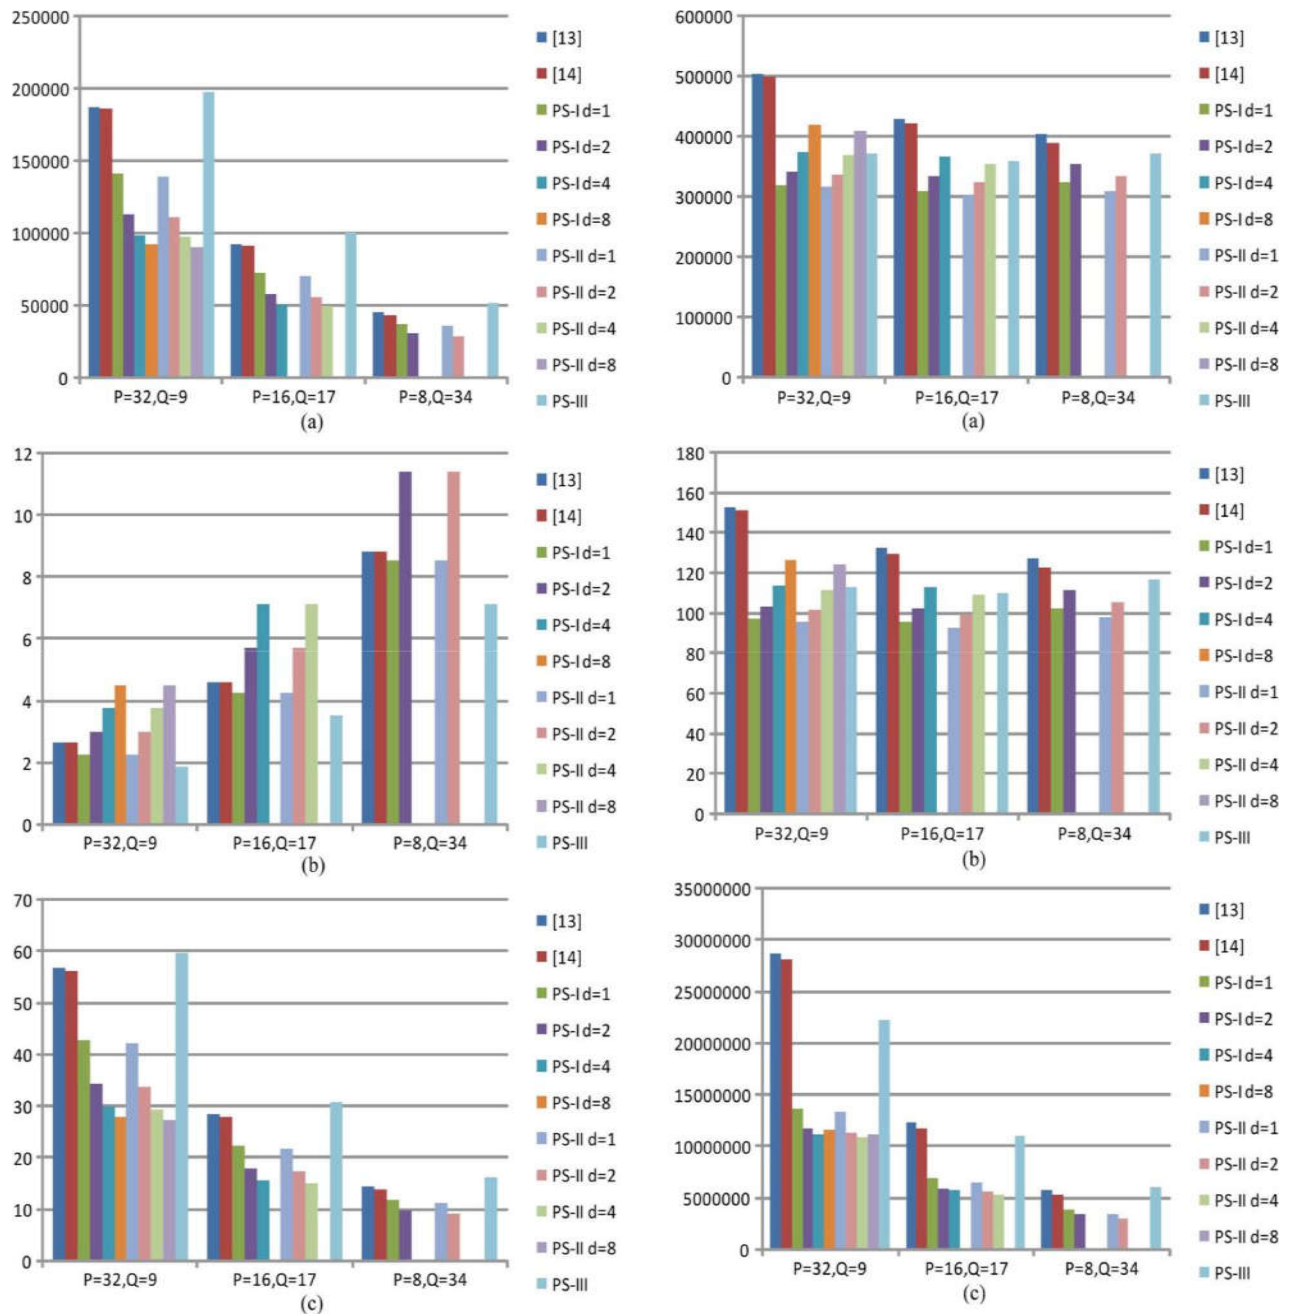 250000
200000
150000
100000
50000
0
P=32,Q=9
P=16,Q=17
P=8,Q=34
(a)
[13]
[14]
PS-I d=1
PS-I d=2
PS-I d=4
PS-I d=8
PS-II d=1
PS-II d=2
PS-II d=4
PS-II d=8
PS-III
600000
500000
400000
300000
200000
100000
0
P=32,Q=9
P=16,Q=17
P=8,Q=34
(a)
[13]
[14]
PS-I d=1
PS-I d=2
PS-I d=4
PS-I d=8
PS-II d=1
PS-II d=2
PS-II d=4
PS-II d=8
PS-III
12
10
8
6
4
2
0
P=32,Q=9
P=16,Q=17
P=8,Q=34
(b)
[13]
[14]
PS-I d=1
PS-I d=2
PS-I d=4
PS-I d=8
PS-II d=1
PS-II d=2
PS-II d=4
PS-II d=8
PS-III
180
160
140
120
100
80
60
40
20
0
P=32,Q=9
P=16,Q=17
P=8,Q=34
(b)
[13]
[14]
PS-I d=1
PS-I d=2
PS-I d=4
PS-I d=8
PS-II d=1
PS-II d=2
PS-II d=4
PS-II d=8
PS-III
70
60
50
40
30
20
10
0
P=32,Q=9
P=16,Q=17
P=8,Q=34
(c)
[13]
[14]
PS-I d=1
PS-I d=2
PS-I d=4
PS-I d=8
PS-II d=1
PS-II d=2
PS-II d=4
PS-II d=8
PS-III
35000000
30000000
25000000
20000000
15000000
10000000
5000000
0
P=32,Q=9
P=16,Q=17
P=8,Q=34
(c)
[13]
[14]
PS-I d=1
PS-I d=2
PS-I d=4
PS-I d=8
PS-II d=1
PS-II d=2
PS-II d=4
PS-II d=8
PS-III